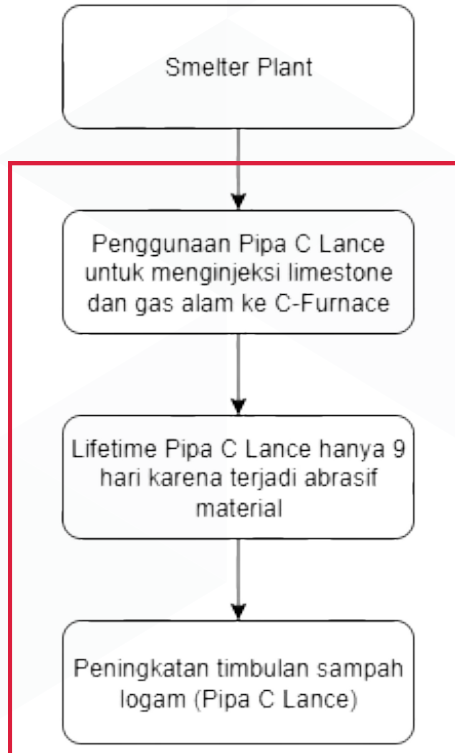 Smelter Plant
Penggunaan Pipa C Lance
untuk menginjeksi limestone
dan gas alam ke C-Furnace
Lifetime Pipa C Lance hanya 9
hari karena terjadi abrasif
material
Peningkatan timbulan sampah
logam (Pipa C Lance)